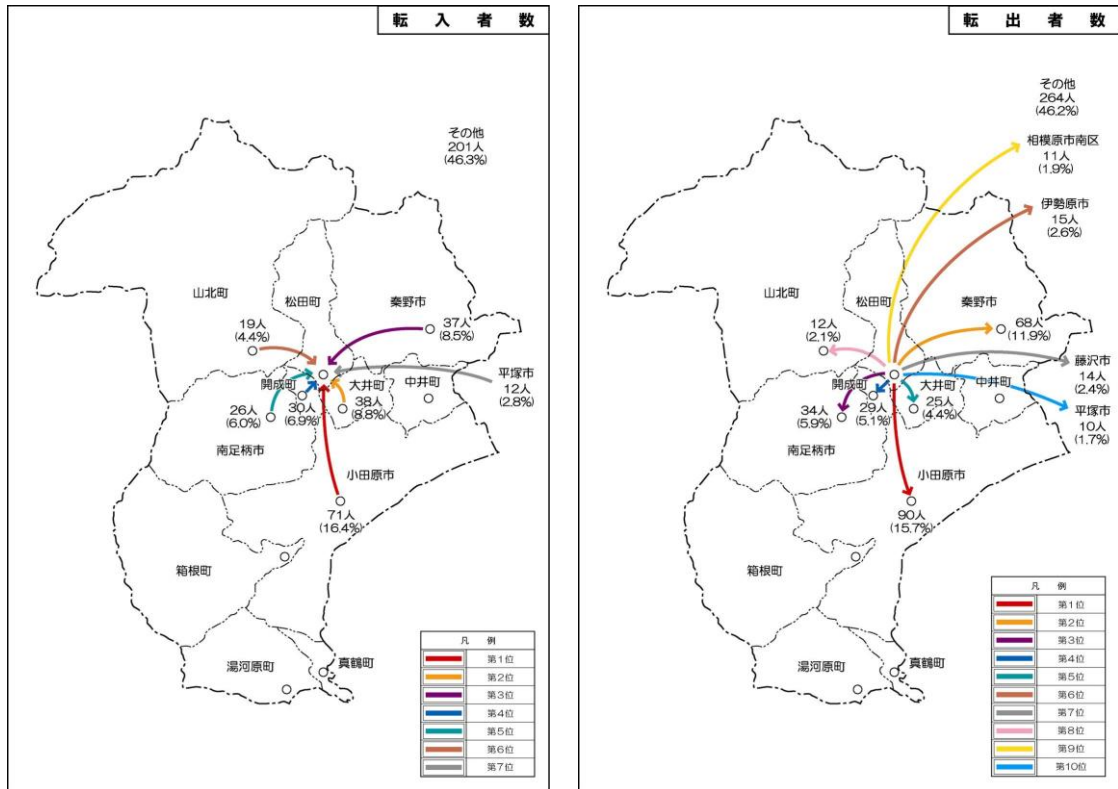 転入者数
その他
201人
(46.3%)
山北町
松田町
秦野市
19人
(4.4%)
37人
(8.5%)
平塚市
12人
(2.8%)
開成町
大井町
中井町
26人
(6.0%)
30人
(6.9%)
38人
(8.8%)
南足柄市
小田原市
71人
(16.4%)
箱根町
湯河原町
真鶴町
凡例
第1位
第2位
第3位
第4位
第5位
第6位
第7位
転出者数
その他
264人
(46.2%)
相模原市南区
11人
(1.9%)
伊勢原市
15人
(2.6%)
山北町
松田町
秦野市
12人
(2.1%)
68人
(11.9%)
藤沢市
14人
(2.4%)
開成町
大井町
中井町
34人
(5.9%)
29人
(5.1%)
25人
(4.4%)
平塚市
10人
(1.7%)
南足柄市
小田原市
90人
(15.7%)
箱根町
湯河原町
真鶴町
凡例
第1位
第2位
第3位
第4位
第5位
第6位
第7位
第8位
第9位
第10位